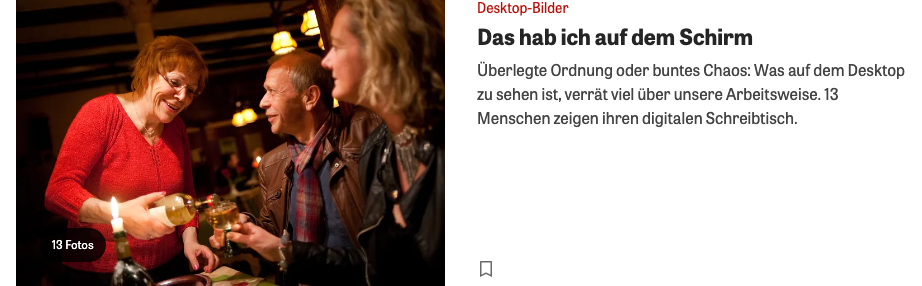 Desktop-Bilder
Das hab ich auf dem Schirm
Überlegte Ordnung oder buntes Chaos: Was auf dem Desktop
zu sehen ist, verrät viel über unsere Arbeitsweise. 13
Menschen zeigen ihren digitalen Schreibtisch.
13 Fotos